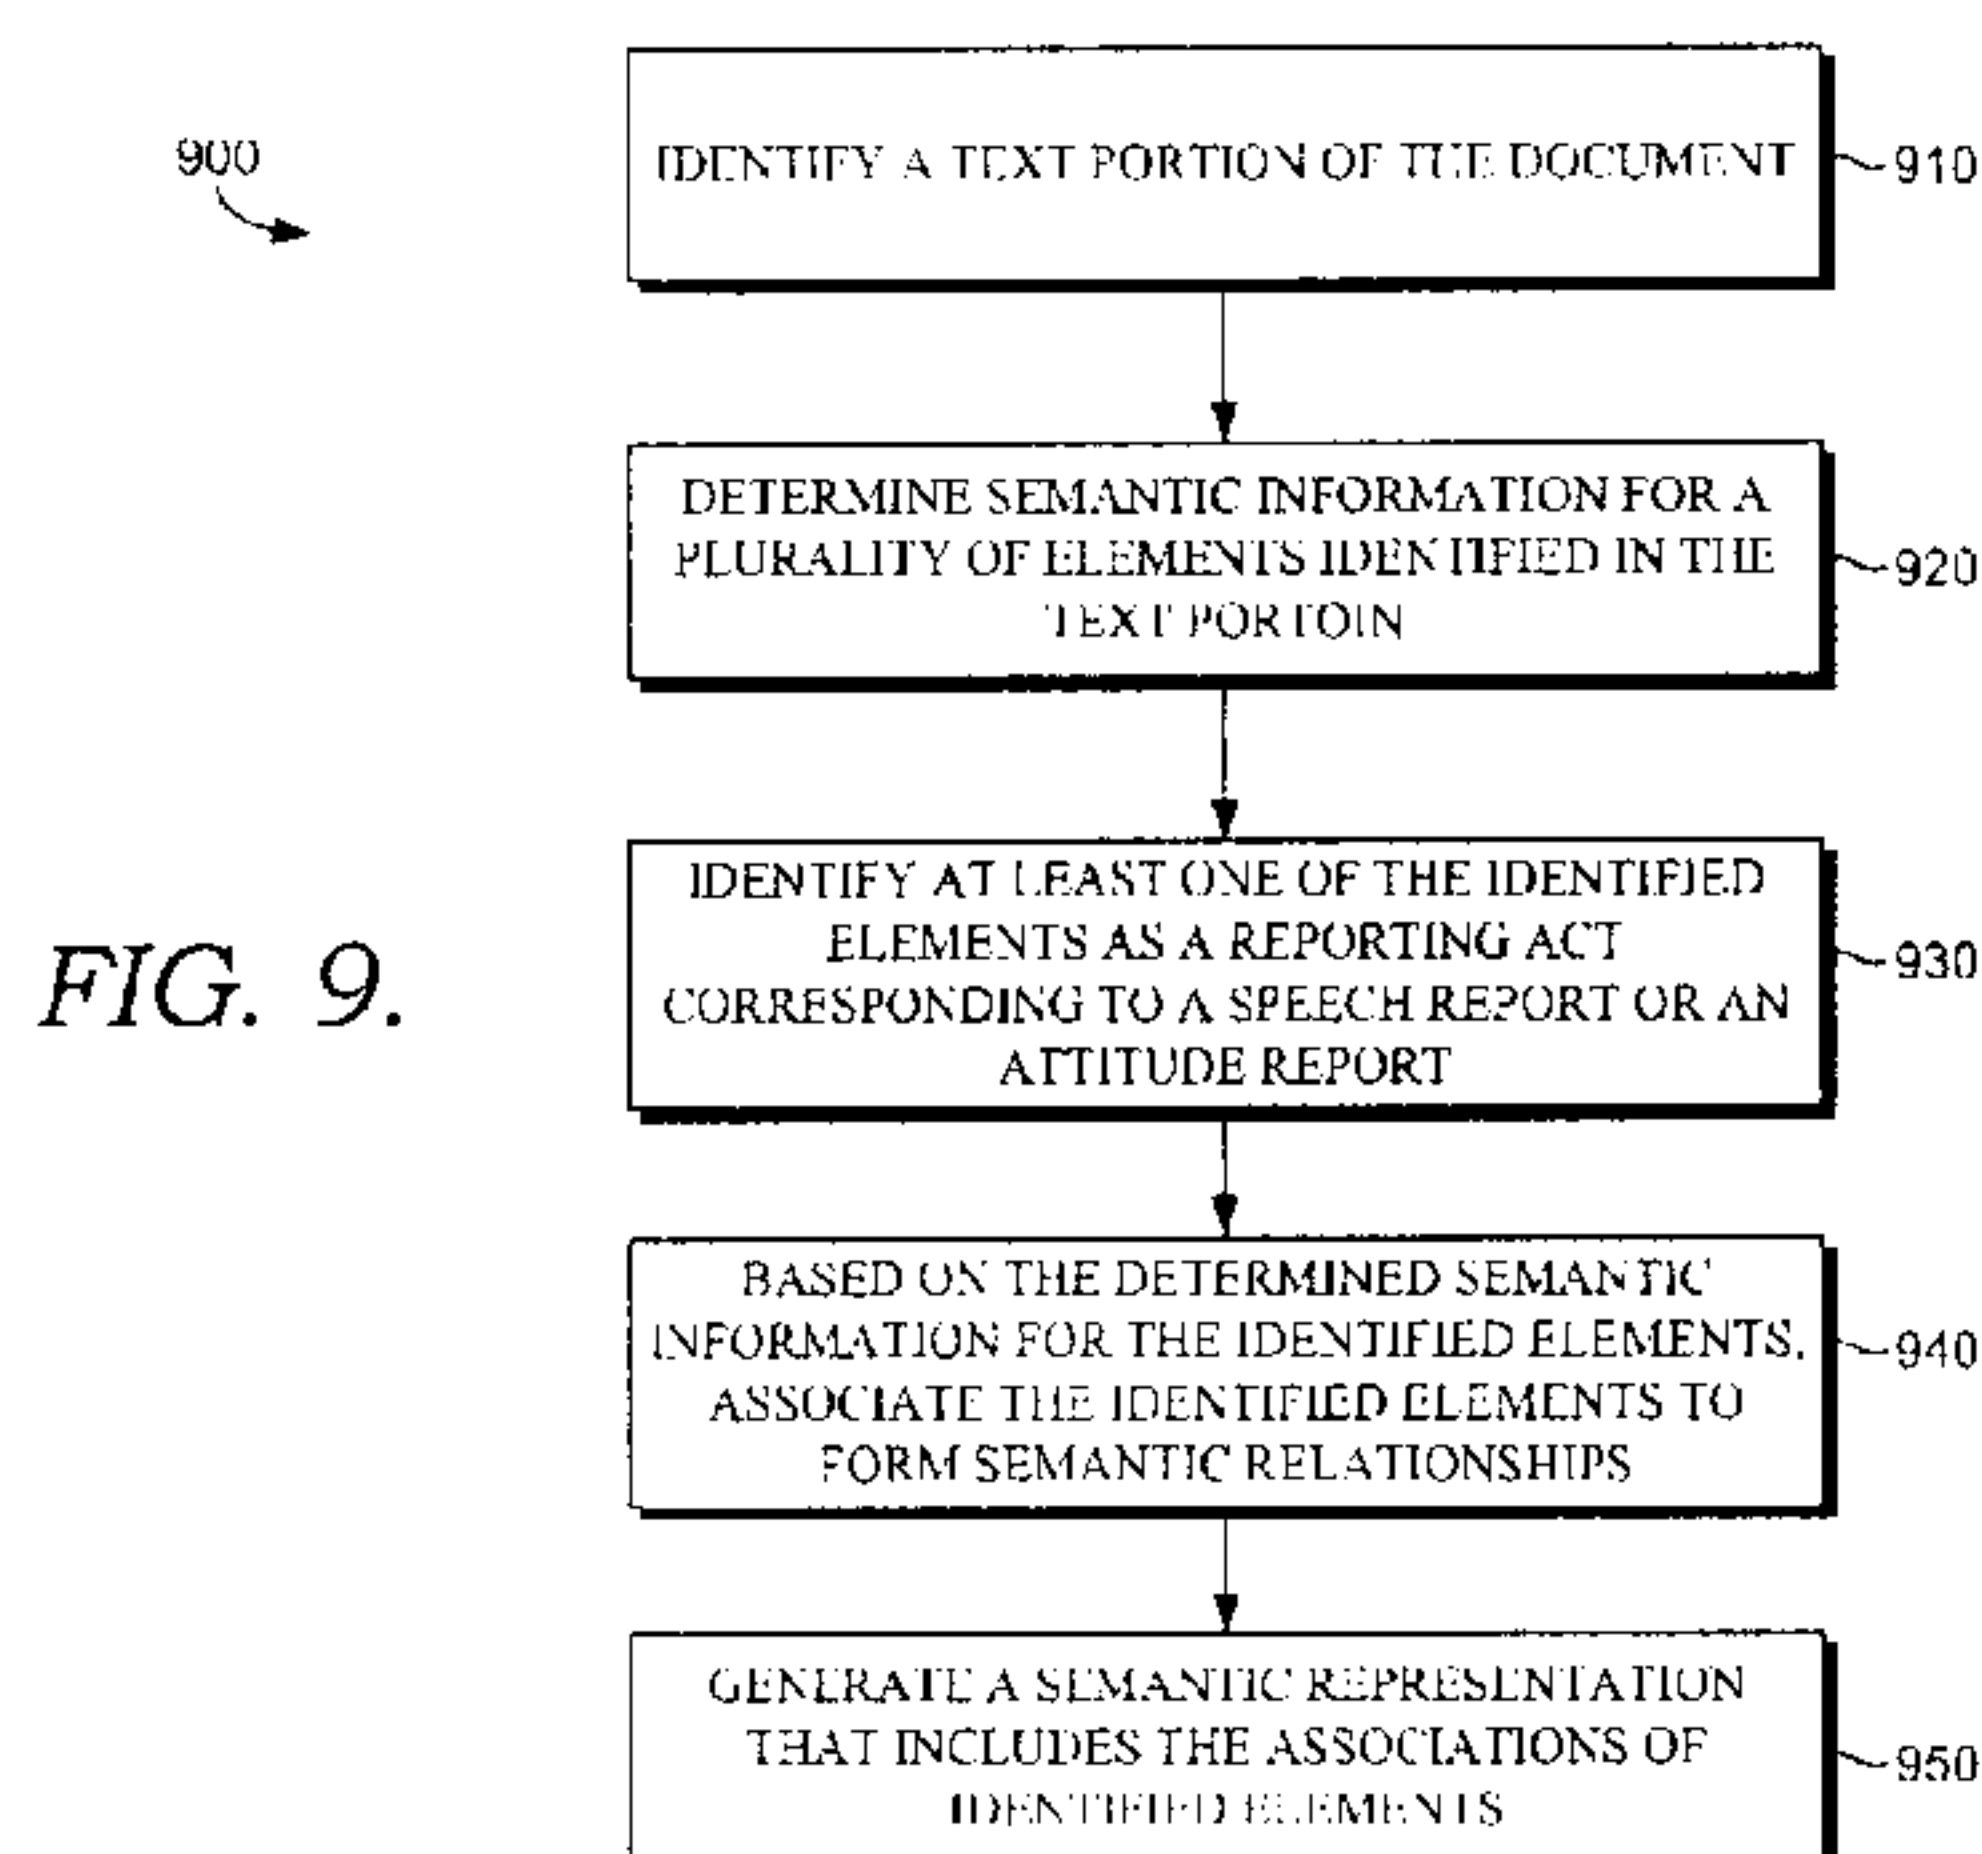 900
IDENTIFY A TEXT PORTION OF THE DOCUMENT
910
DETERMINE SEMANTIC INFORMATION FOR A
PLURALITY OF ELEMENTS IDENTIFIED IN THE
TEXT PORTOIN
920
IDENTIFY AT LEAST ONE OF THE IDENTIFIED
ELEMENTS AS A REPORTING ACT
CORRESPONDING TO A SPEECH REPORT OR AN
ATTITUDE REPORT
930
FIG. 9.
BASED ON THE DETERMINED SEMANTIC
INFORMATION FOR THE IDENTIFIED ELEMENTS,
ASSOCIATE THE IDENTIFIED ELEMENTS TO
FORM SEMANTIC RELATIONSHIPS
940
GENERATE A SEMANTIC REPRESENTATION
THAT INCLUDES THE ASSOCIATIONS OF
IDENTIFIED ELEMENTS
950